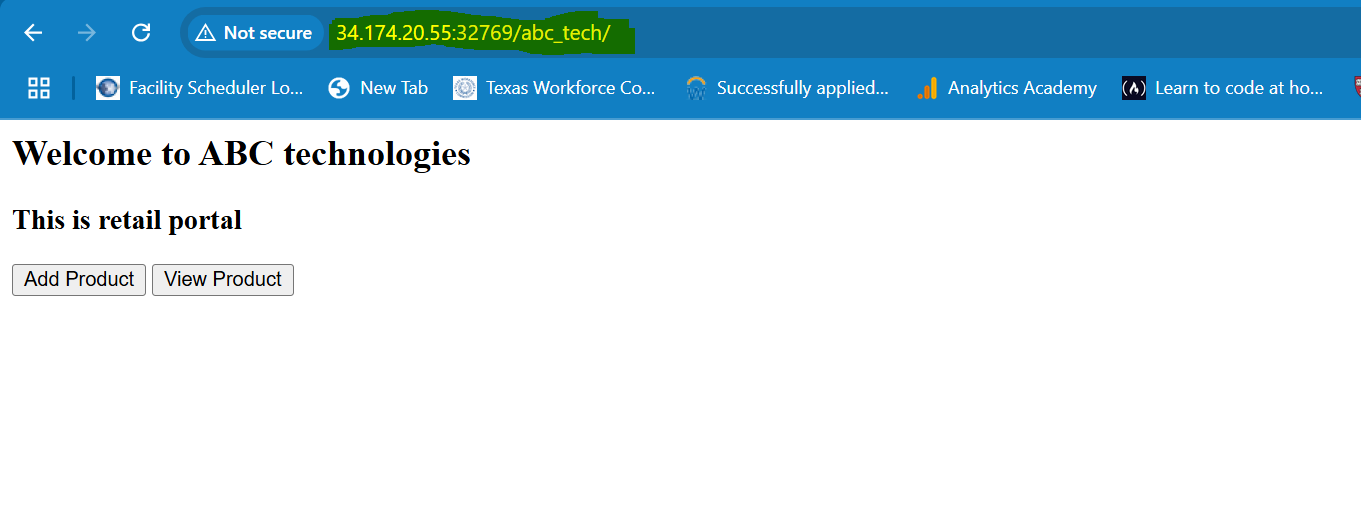 Not secure 34.174.20.55:32769/abc_tech/
Facility Scheduler Lo... New Tab Texas Workforce Co... Successfully applied... Analytics Academy Learn to code at ho...
Welcome to ABC technologies
This is retail portal
Add Product View Product